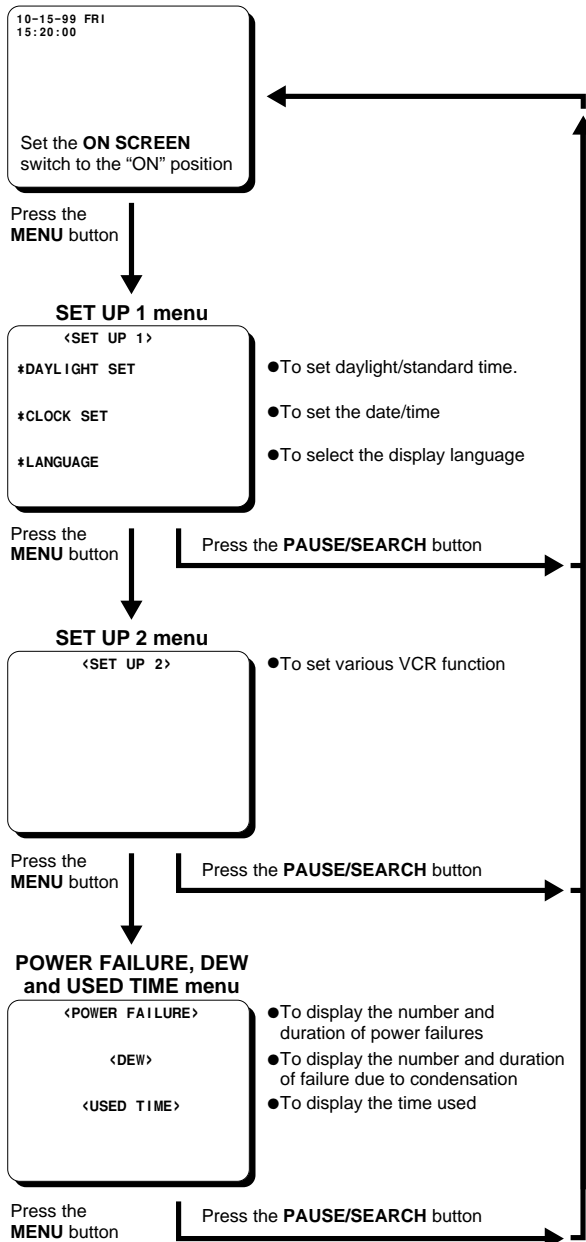 10-15-99 FRI
15:20:00
Set the ON SCREEN
switch to the “ON” position
Press the
MENU button
SET UP 1 menu
<SET UP 1>
*DAYLIGHT SET
●To set daylight/standard time.
*CLOCK SET
●To set the date/time
*LANGUAGE
●To select the display language
Press the
MENU button
Press the PAUSE/SEARCH button
SET UP 2 menu
<SET UP 2>
●To set various VCR function
Press the
MENU button
Press the PAUSE/SEARCH button
POWER FAILURE, DEW
and USED TIME menu
<POWER FAILURE>
●To display the number and
duration of power failures
<DEW>
●To display the number and duration
of failure due to condensation
<USED TIME>
●To display the time used
Press the
MENU button
Press the PAUSE/SEARCH button